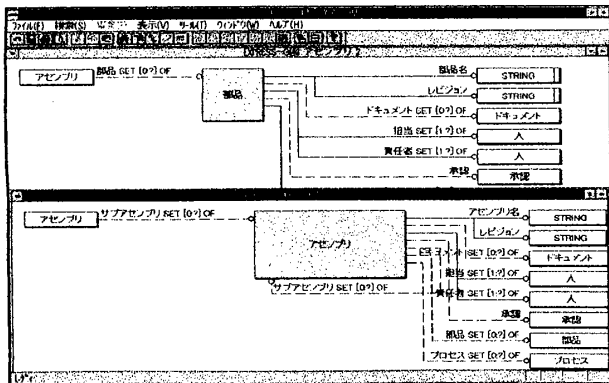 ファイル(F) 検索(S) 表示(V) ツール(T) ウィンドウ(W) ヘルプ(H)
アセンブリ 2
アセンブリ
部品 SET [0:?] OF
部品
部品名
STRING
レビジョン
STRING
ドキュメント SET [0:?] OF
ドキュメント
担当 SET [1:?] OF
人
責任者 SET [1:?] OF
人
承認
承認
アセンブリ
サブアセンブリ SET [0:?] OF
アセンブリ
サブアセンブリ SET [0:?] OF
アセンブリ名
STRING
レビジョン
STRING
ドキュメント SET [0:?] OF
ドキュメント
担当 SET [1:?] OF
人
責任者 SET [1:?] OF
人
承認
承認
部品 SET [0:?] OF
部品
プロセス SET [0:?] OF
プロセス
レディ